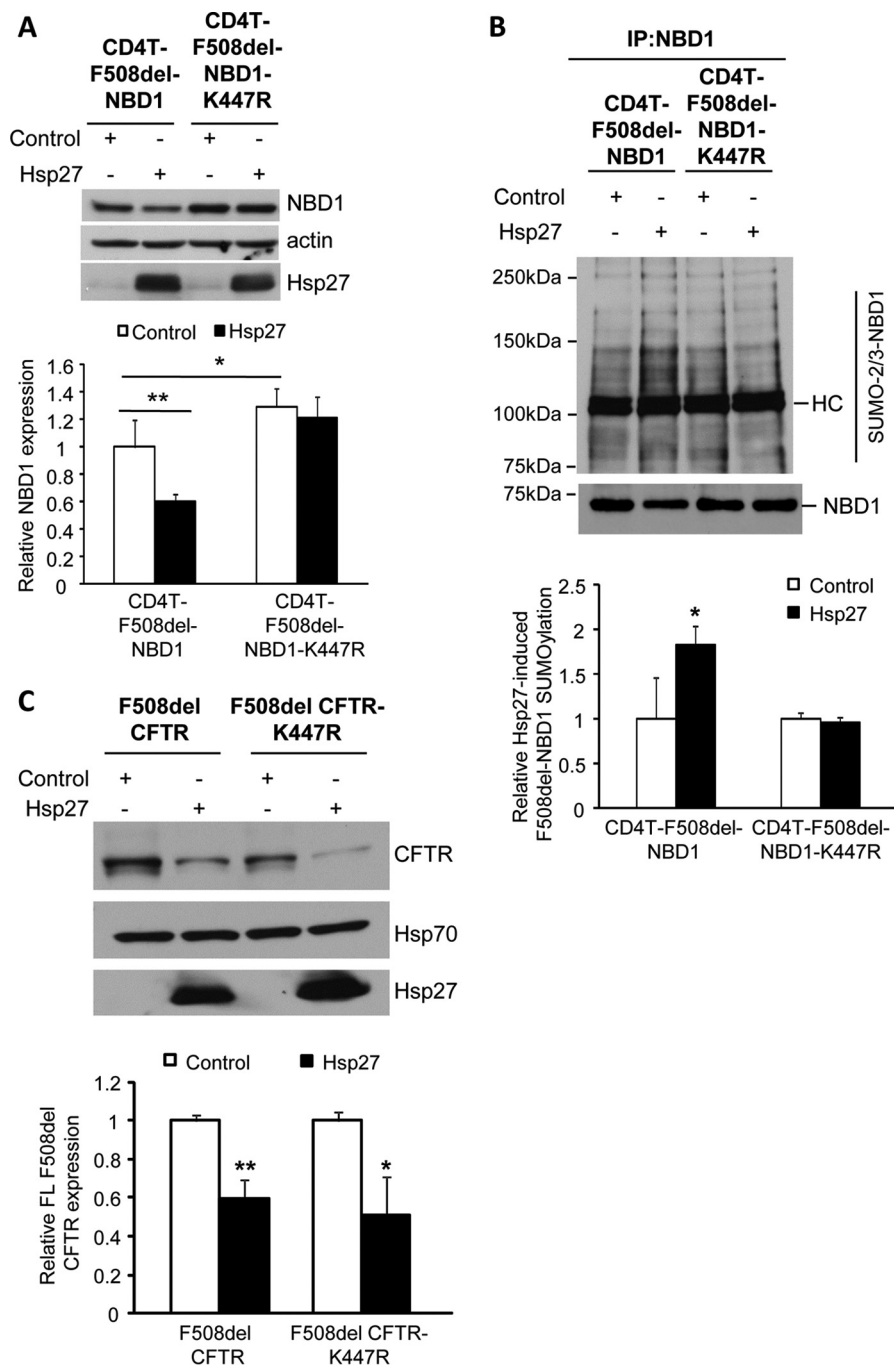 A
CD4T-
F508del-
NBD1
CD4T-
F508del-
NBD1-
K447R
Control + - + -
Hsp27 - + - +
NBD1
actin
Hsp27
Control Hsp27
Relative NBD1 expression
1.6
1.4
1.2
1
0.8
0.6
0.4
0.2
0
**
*
CD4T-
F508del-
NBD1
CD4T-
F508del-
NBD1-K447R
B
IP:NBD1
CD4T-
F508del-
NBD1
CD4T-
F508del-
NBD1-
K447R
Control + - + -
Hsp27 - + - +
250kDa
150kDa
100kDa
75kDa
HC
SUMO-2/3-NBD1
75kDa
NBD1
Control
Hsp27
Relative Hsp27-induced
F508del-NBD1 SUMOylation
2.5
2
1.5
1
0.5
0
*
CD4T-F508del-
NBD1
CD4T-F508del-
NBD1-K447R
C
F508del
CFTR
F508del CFTR-
K447R
Control + - + -
Hsp27 - + - +
CFTR
Hsp70
Hsp27
Control Hsp27
Relative FL F508del
CFTR expression
1.2
1
0.8
0.6
0.4
0.2
0
**
*
F508del
CFTR
F508del CFTR-
K447R